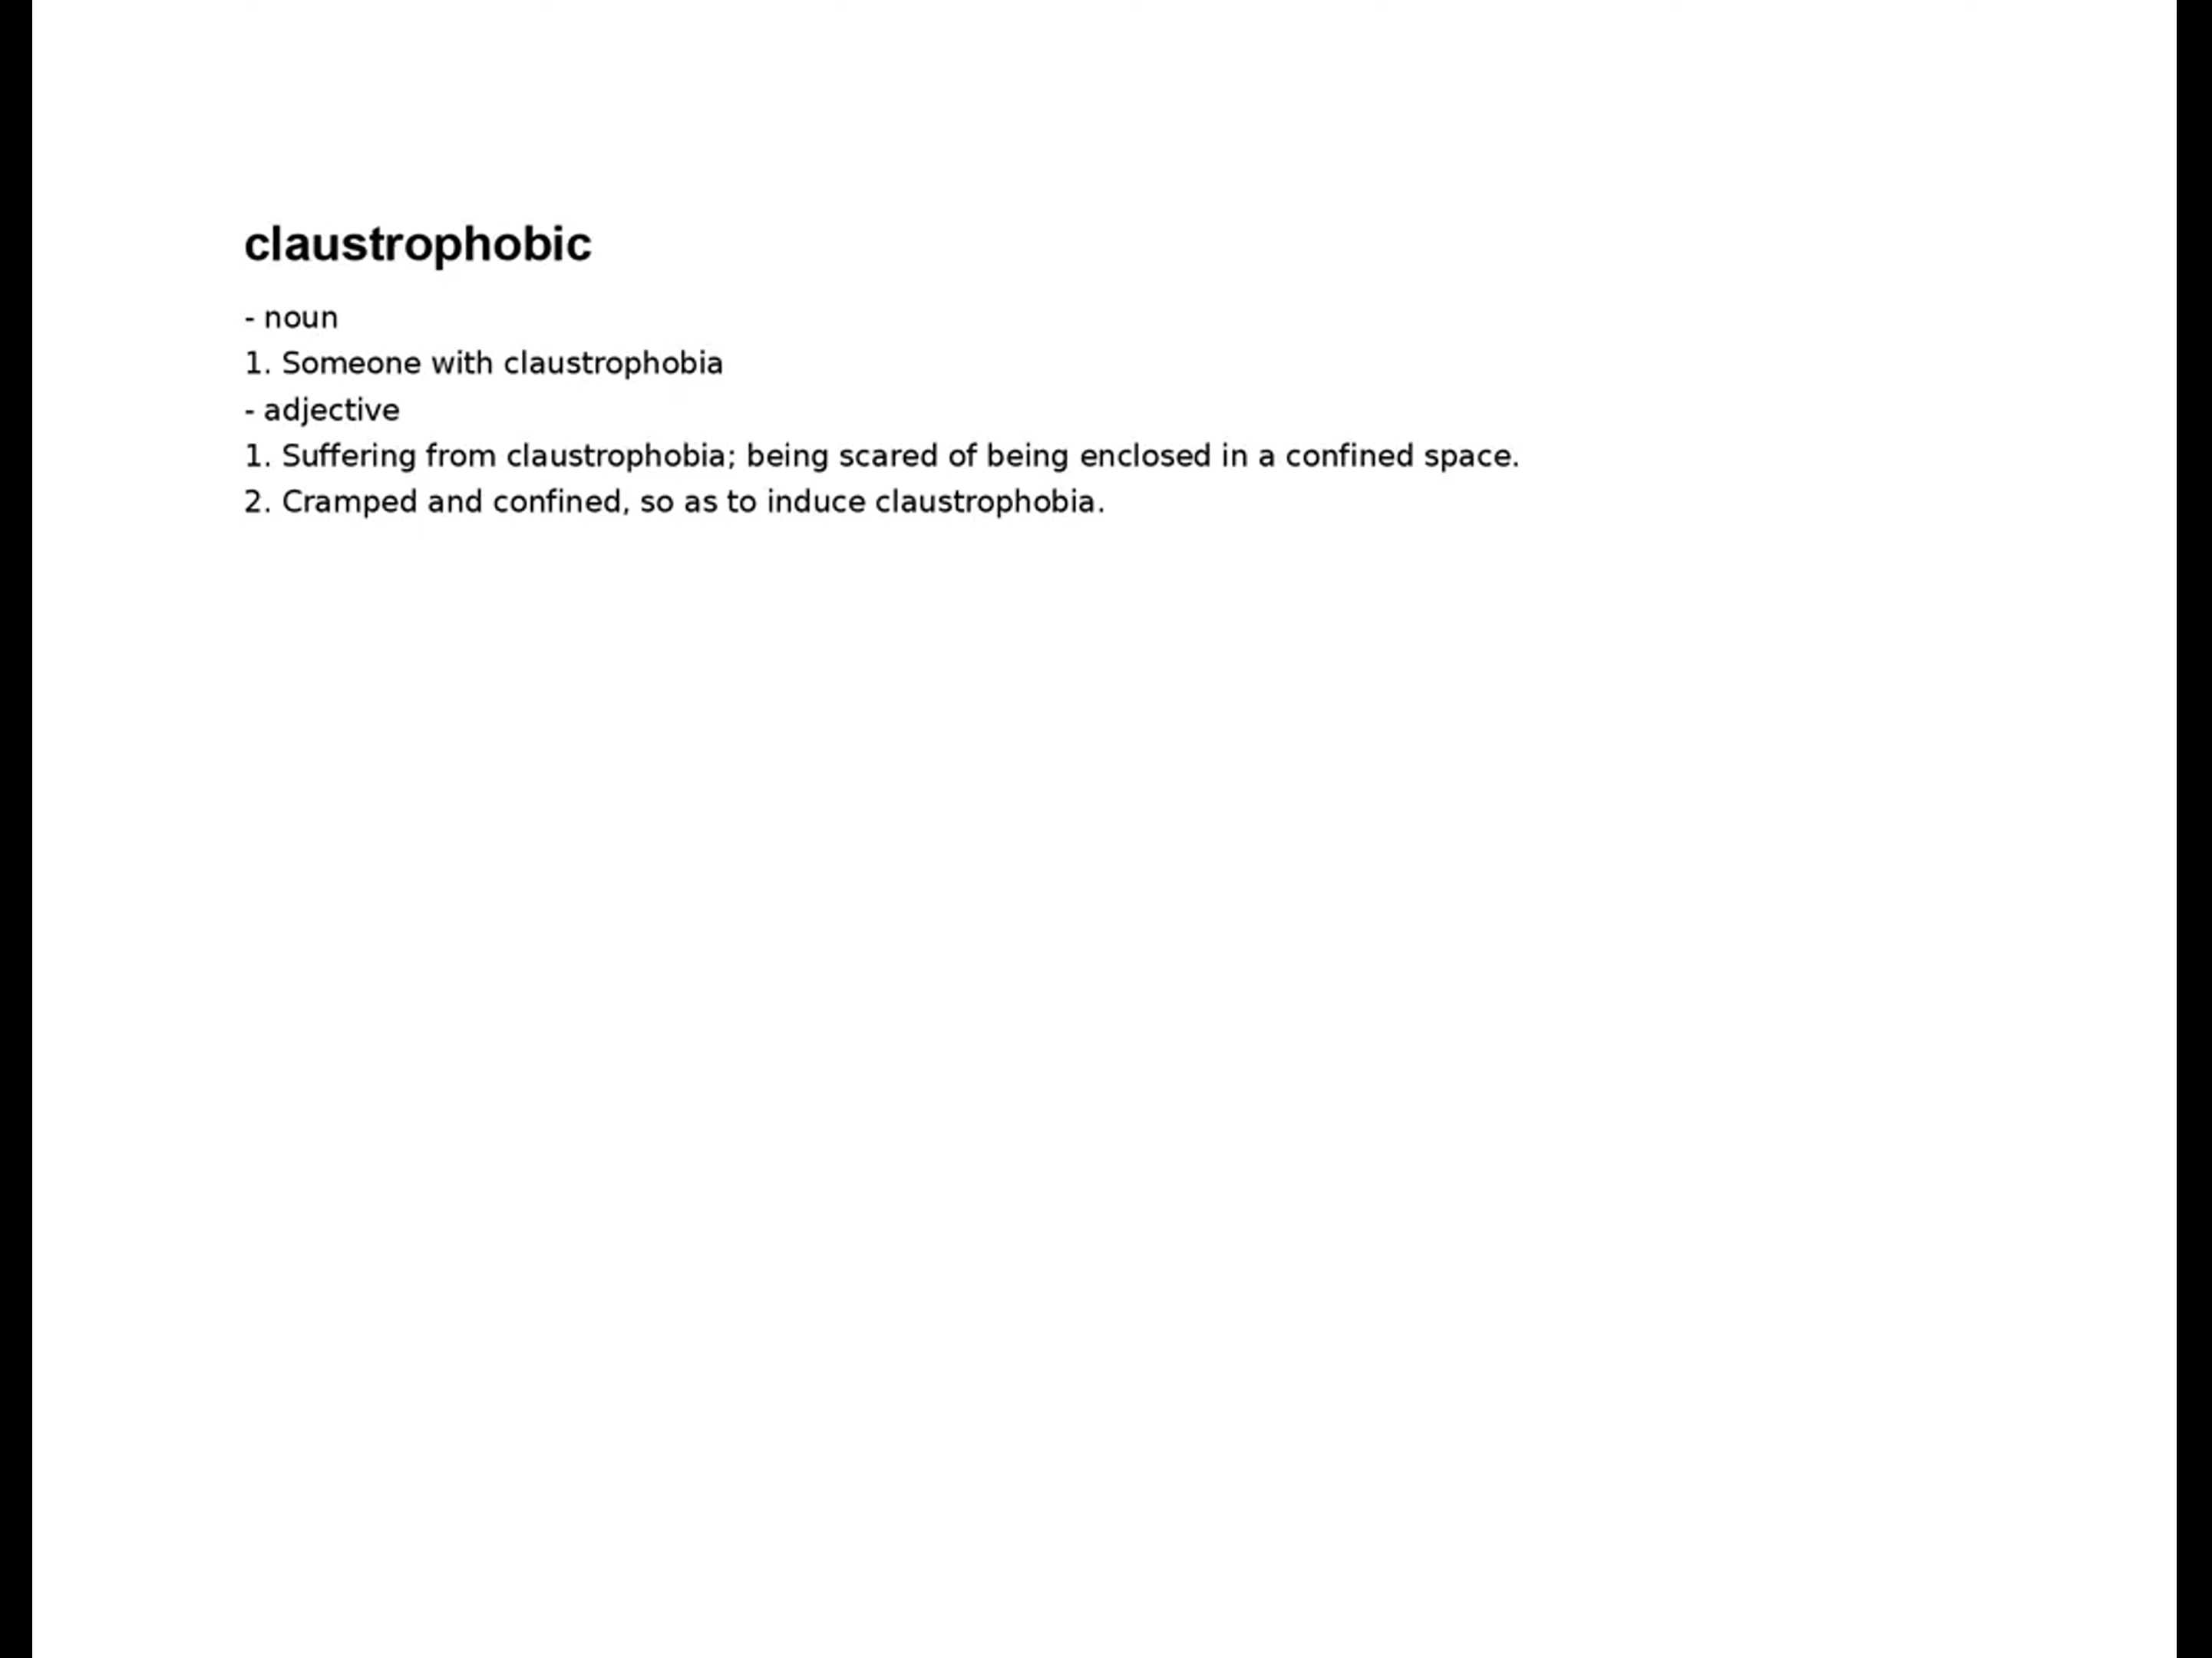 claustrophobic
- noun
1. Someone with claustrophobia
- adjective
1. Suffering from claustrophobia; being scared of being enclosed in a confined space.
2. Cramped and confined, so as to induce claustrophobia.